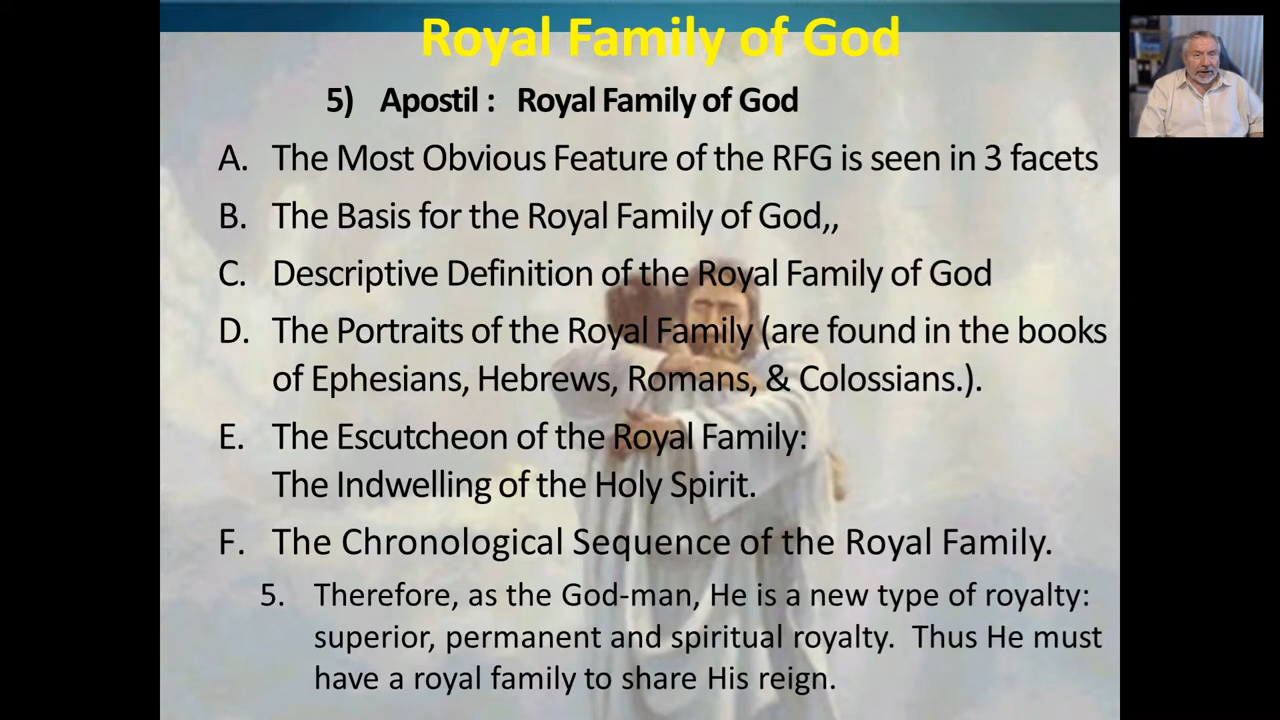 Royal Family of God
5) Apostil : Royal Family of God
A. The Most Obvious Feature of the RFG is seen in 3 facets
B. The Basis for the Royal Family of God,,
C. Descriptive Definition of the Royal Family of God
D. The Portraits of the Royal Family (are found in the books
of Ephesians, Hebrews, Romans, & Colossians.).
E. The Escutcheon of the Royal Family:
The Indwelling of the Holy Spirit.
F. The Chronological Sequence of the Royal Family.
5. Therefore, as the God-man, He is a new type of royalty:
superior, permanent and spiritual royalty. Thus He must
have a royal family to share His reign.